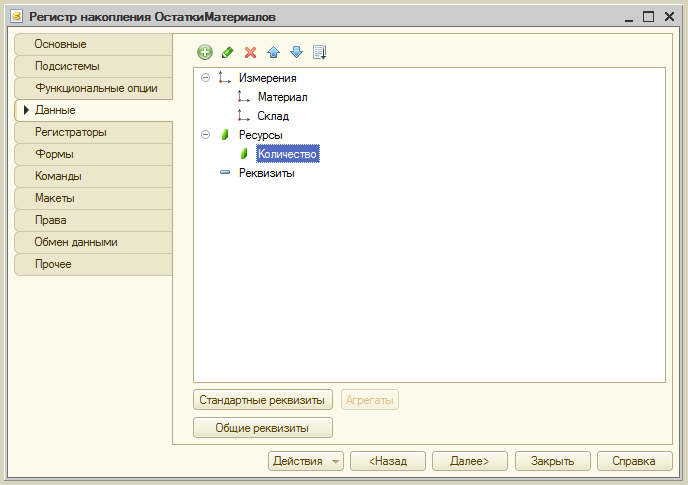 Регистр накопления ОстаткиМатериалов
Основные
Подсистемы
Функциональные опции
Данные
Регистраторы
Формы
Команды
Макеты
Права
Обмен данными
Прочее
Измерения
Материал
Склад
Ресурсы
Количество
Реквизиты
Стандартные реквизиты
Агрегаты
Общие реквизиты
Действия
<Назад
Далее>
Закрыть
Справка